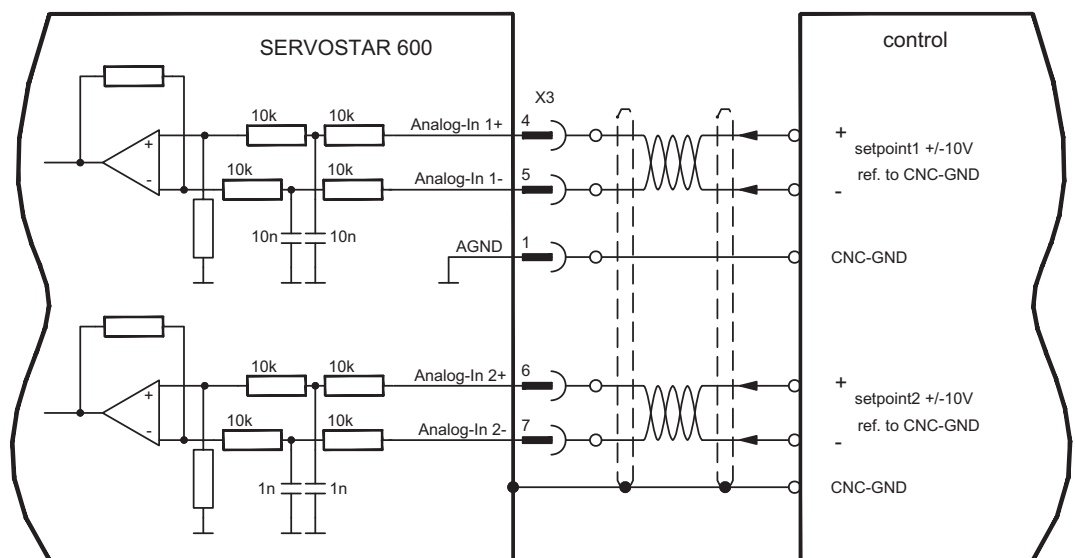 SERVOSTAR 600
control
X3
10k
10k
Analog-In 1+
4
+
-
10k
10k
Analog-In 1-
5
+
setpoint1 +/-10V
ref. to CNC-GND
-
10n
10n
AGND
1
CNC-GND
10k
10k
Analog-In 2+
6
+
-
10k
10k
Analog-In 2-
7
+
setpoint2 +/-10V
ref. to CNC-GND
-
1n
1n
CNC-GND